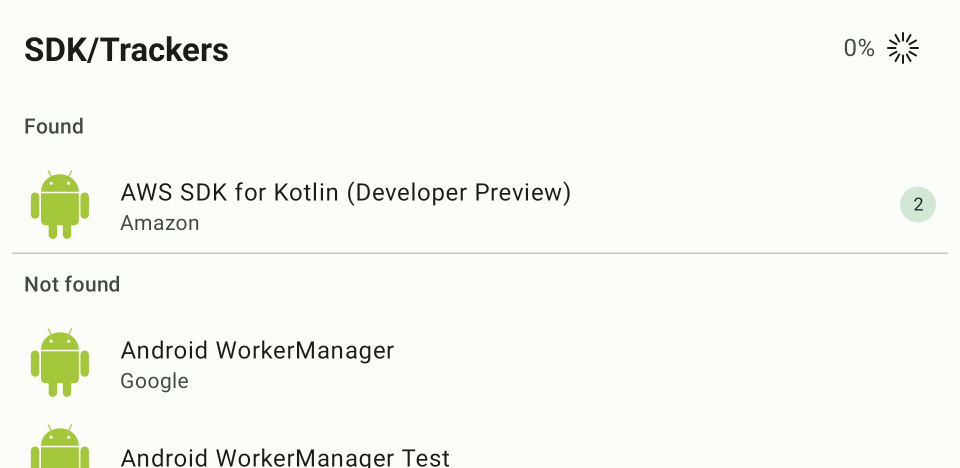 SDK/Trackers
0%
Found
AWS SDK for Kotlin (Developer Preview)
Amazon
2
Not found
Android WorkerManager
Google
Android WorkerManager Test